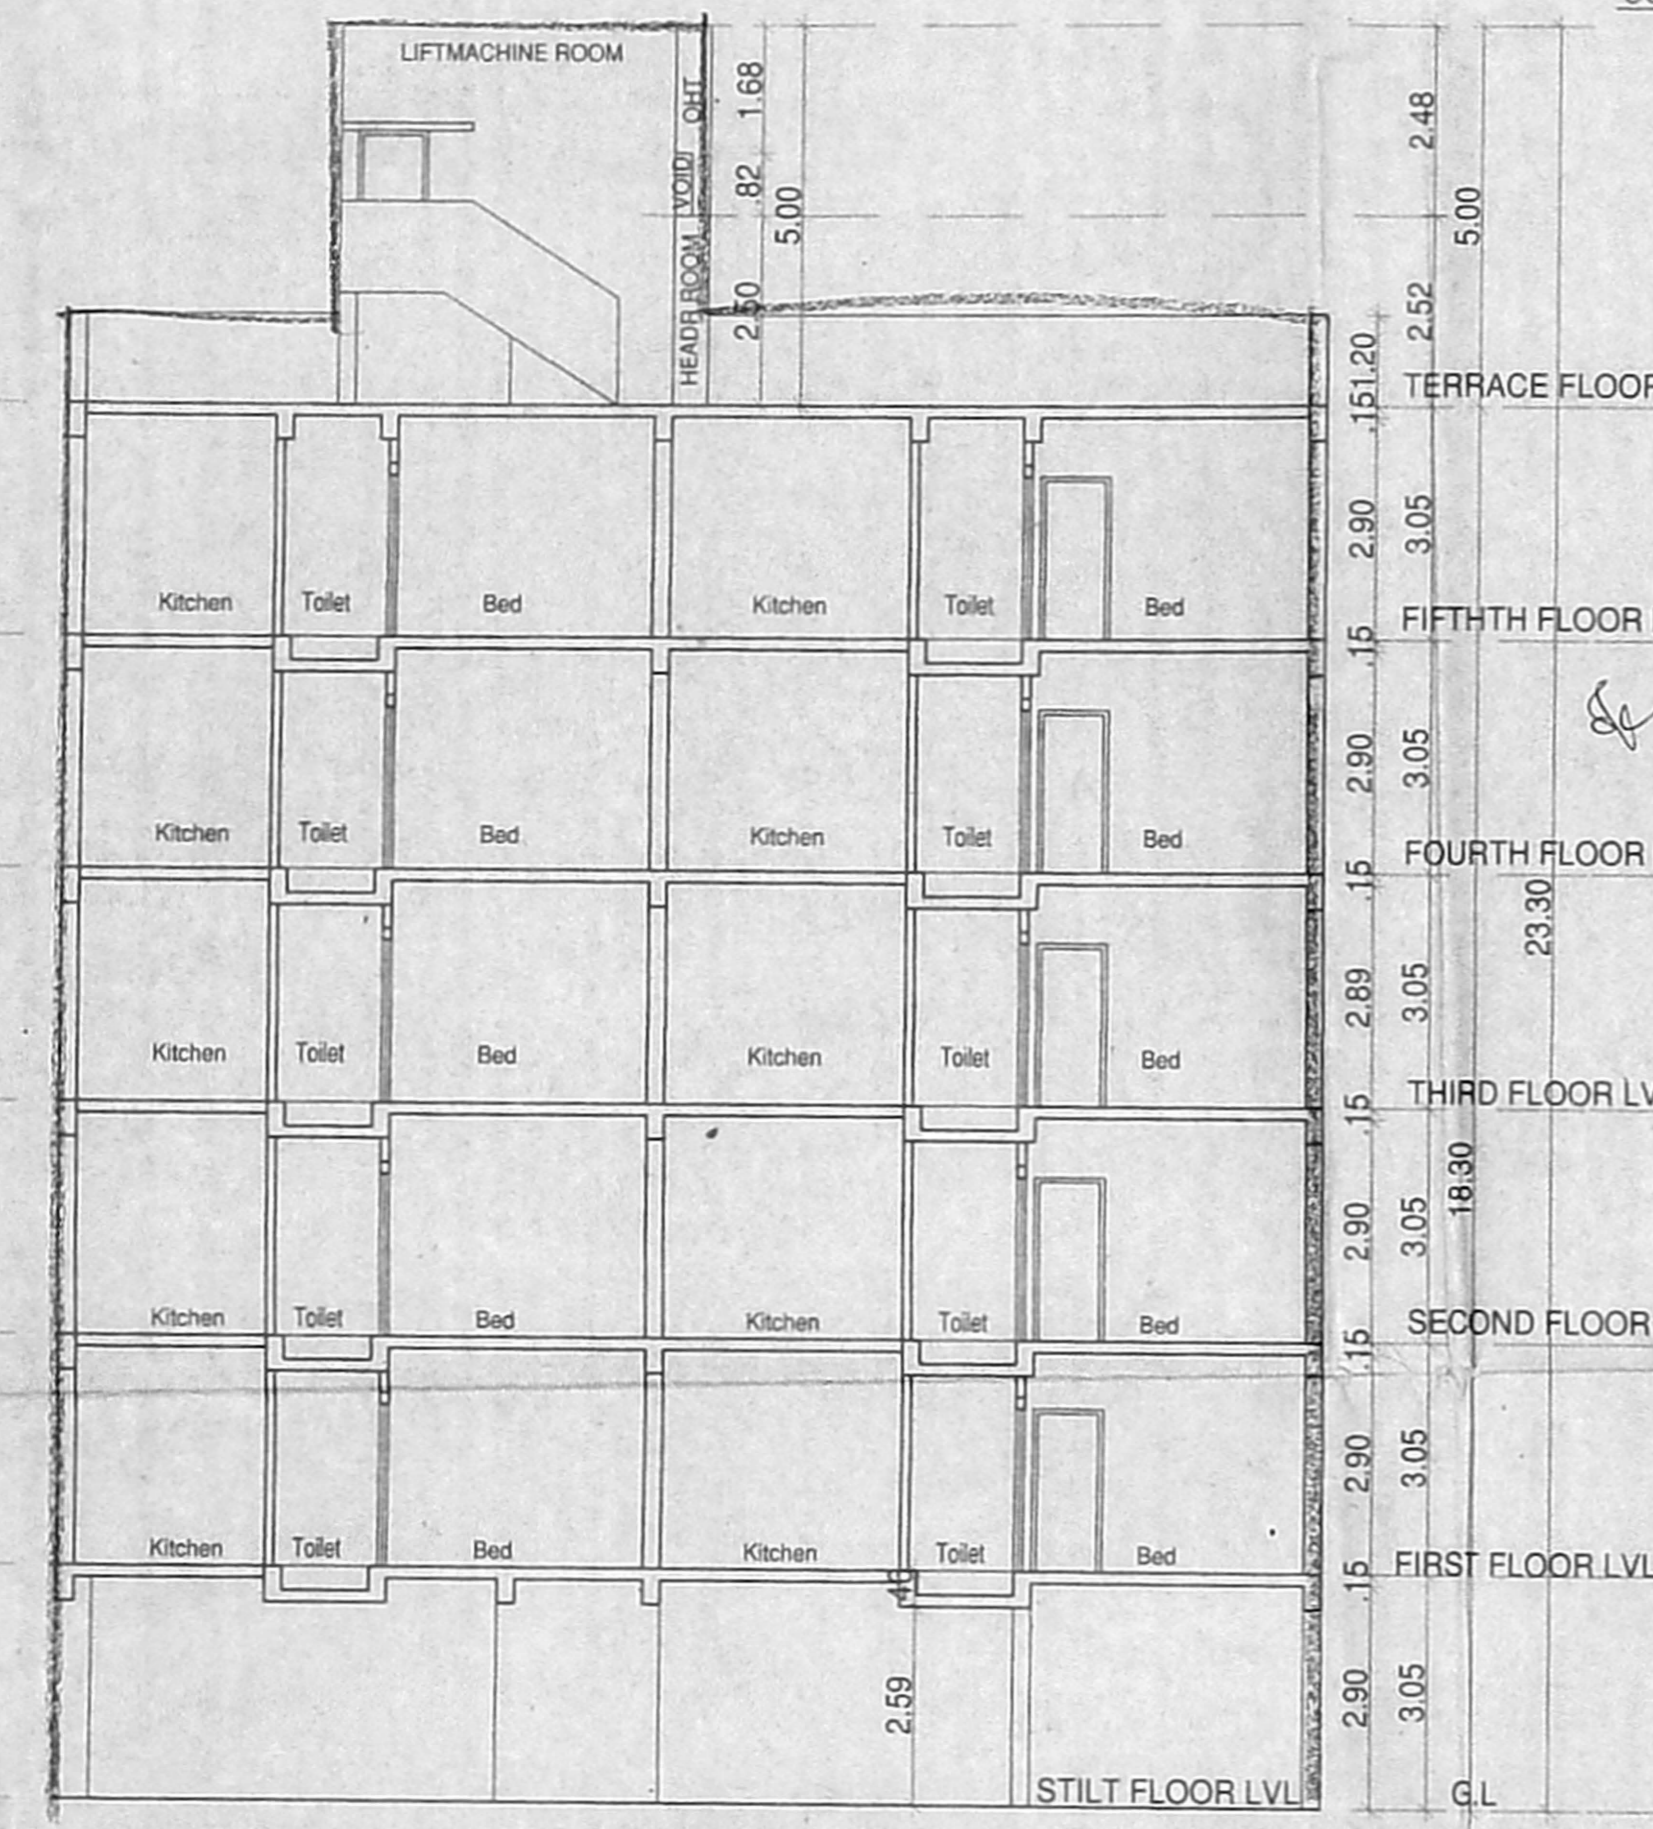 LIFTMACHINE ROOM
OHT
VOID
HEADR ROOM
1.68
.82
2.50
5.00
2.48
2.52
5.00
1.20
.15
TERRACE FLOOR
2.90
3.05
Kitchen Toilet Bed Kitchen Toilet Bed
FIFTHTH FLOOR
.15
2.90
3.05
Kitchen Toilet Bed Kitchen Toilet Bed
FOURTH FLOOR
.15
23.30
2.89
3.05
Kitchen Toilet Bed Kitchen Toilet Bed
THIRD FLOOR LV
.15
18.30
2.90
3.05
Kitchen Toilet Bed Kitchen Toilet Bed
SECOND FLOOR
.15
2.90
3.05
Kitchen Toilet Bed Kitchen Toilet Bed
FIRST FLOOR LVL
.15
2.59
2.90
3.05
STILT FLOOR LVL
G.L